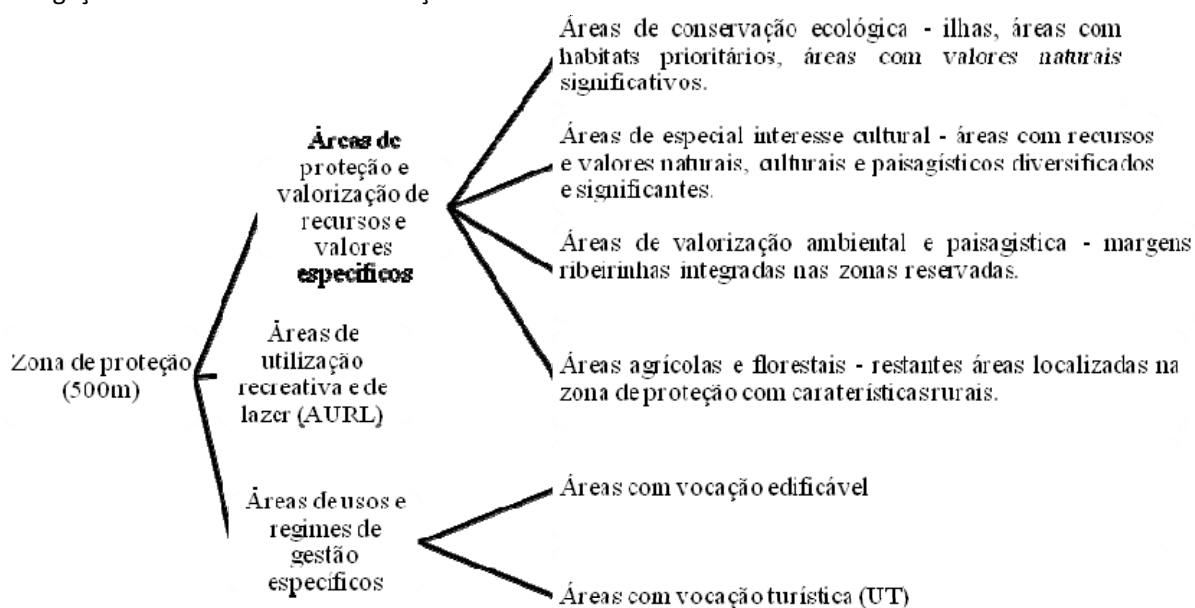 Áreas de conservação ecológica - ilhas, áreas com
habitats prioritários, áreas com valores naturais
significativos.
Áreas de
proteção e
valorização de
recursos e
valores
específicos
Áreas de especial interesse cultural - áreas com recursos
e valores naturais, culturais e paisagísticos diversificados
e significantes.
Áreas de valorização ambiental e paisagistica - margens
ribeirinhas integradas nas zonas reservadas.
Áreas agrícolas e florestais - restantes áreas localizadas na
zona de proteção com caraterísticas rurais.
Zona de proteção
(500m)
Áreas de
utilização
recreativa e de
lazer (AURL)
Áreas de usos e
regimes de
gestão
específicos
Áreas com vocação edificável
Áreas com vocação turística (UT)